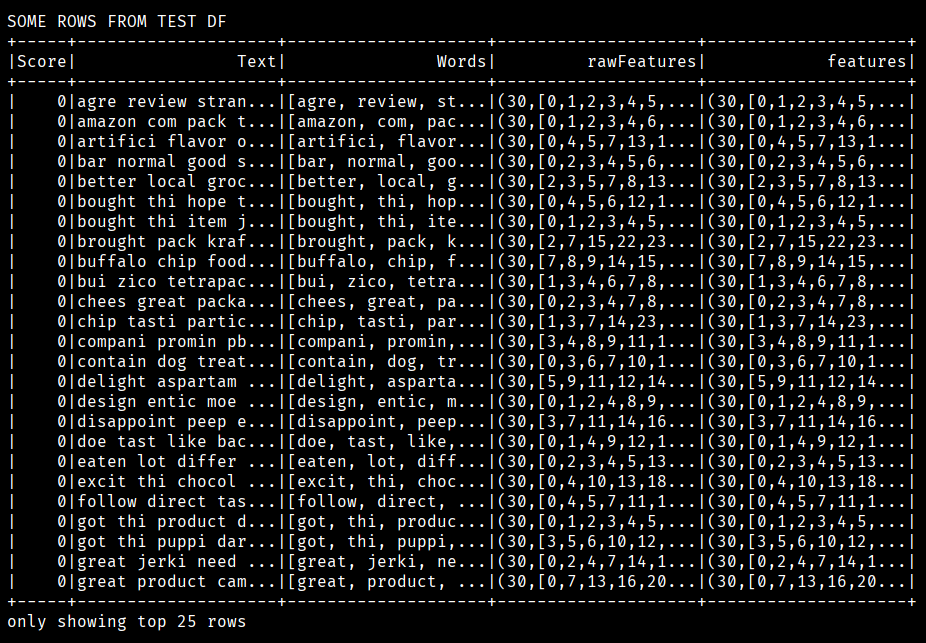 SOME ROWS FROM TEST DF
+-----+--------------------+--------------------+--------------------+--------------------+
|Score|                Text|               Words|         rawFeatures|            features|
+-----+--------------------+--------------------+--------------------+--------------------+
|    0|agre review stran...|[agre, review, st...|(30,[0,1,2,3,4,5,...|(30,[0,1,2,3,4,5,...|
|    0|amazon com pack t...|[amazon, com, pac...|(30,[0,1,2,3,4,6,...|(30,[0,1,2,3,4,6,...|
|    0|artifici flavor o...|[artifici, flavor...|(30,[0,4,5,7,13,1...|(30,[0,4,5,7,13,1...|
|    0|bar normal good s...|[bar, normal, goo...|(30,[0,2,3,4,5,6,...|(30,[0,2,3,4,5,6,...|
|    0|better local groc...|[better, local, g...|(30,[2,3,5,7,8,13...|(30,[2,3,5,7,8,13...|
|    0|bought thi hope t...|[bought, thi, hop...|(30,[0,4,5,6,12,1...|(30,[0,4,5,6,12,1...|
|    0|bought thi item j...|[bought, thi, ite...|(30,[0,1,2,3,4,5,...|(30,[0,1,2,3,4,5,...|
|    0|brought pack kraf...|[brought, pack, k...|(30,[2,7,15,22,23...|(30,[2,7,15,22,23...|
|    0|buffalo chip food...|[buffalo, chip, f...|(30,[7,8,9,14,15,...|(30,[7,8,9,14,15,...|
|    0|bui zico tetrapac...|[bui, zico, tetra...|(30,[1,3,4,6,7,8,...|(30,[1,3,4,6,7,8,...|
|    0|chees great packa...|[chees, great, pa...|(30,[0,2,3,4,7,8,...|(30,[0,2,3,4,7,8,...|
|    0|chip tasti partic...|[chip, tasti, par...|(30,[1,3,7,14,23,...|(30,[1,3,7,14,23,...|
|    0|compani promin pb...|[compani, promin,...|(30,[3,4,8,9,11,1...|(30,[3,4,8,9,11,1...|
|    0|contain dog treat...|[contain, dog, tr...|(30,[0,3,6,7,10,1...|(30,[0,3,6,7,10,1...|
|    0|delight aspartam ...|[delight, asparta...|(30,[5,9,11,12,14...|(30,[5,9,11,12,14...|
|    0|design entic moe ...|[design, entic, m...|(30,[0,1,2,4,8,9,...|(30,[0,1,2,4,8,9,...|
|    0|disappoint peep e...|[disappoint, peep...|(30,[3,7,11,14,16...|(30,[3,7,11,14,16...|
|    0|doe tast like bac...|[doe, tast, like,...|(30,[0,1,4,9,12,1...|(30,[0,1,4,9,12,1...|
|    0|eaten lot differ ...|[eaten, lot, diff...|(30,[0,2,3,4,5,13...|(30,[0,2,3,4,5,13...|
|    0|excit thi chocol ...|[excit, thi, choc...|(30,[0,4,10,13,18...|(30,[0,4,10,13,18...|
|    0|follow direct tas...|[follow, direct, ...|(30,[0,4,5,7,11,1...|(30,[0,4,5,7,11,1...|
|    0|got thi product d...|[got, thi, produc...|(30,[0,1,2,3,4,5,...|(30,[0,1,2,3,4,5,...|
|    0|got thi puppi dar...|[got, thi, puppi,...|(30,[3,5,6,10,12,...|(30,[3,5,6,10,12,...|
|    0|great jerki need ...|[great, jerki, ne...|(30,[0,2,4,7,14,1...|(30,[0,2,4,7,14,1...|
|    0|great product cam...|[great, product, ...|(30,[0,7,13,16,20...|(30,[0,7,13,16,20...|
+-----+--------------------+--------------------+--------------------+--------------------+
only showing top 25 rows